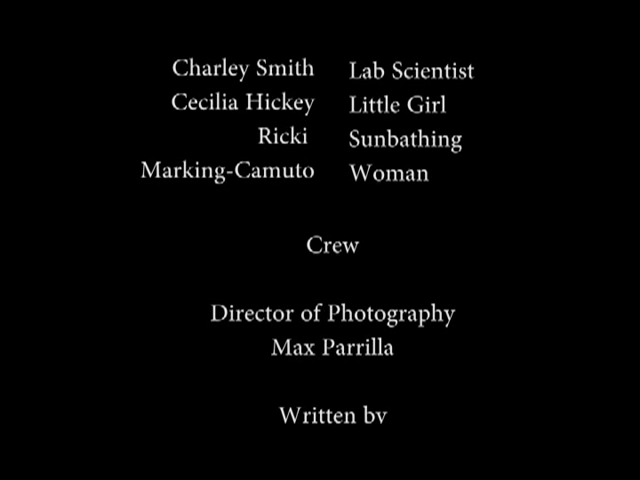 Charley Smith Lab Scientist
Cecilia Hickey Little Girl
Ricki Sunbathing
Marking-Camuto Woman
Crew
Director of Photography
Max Parrilla
Written by